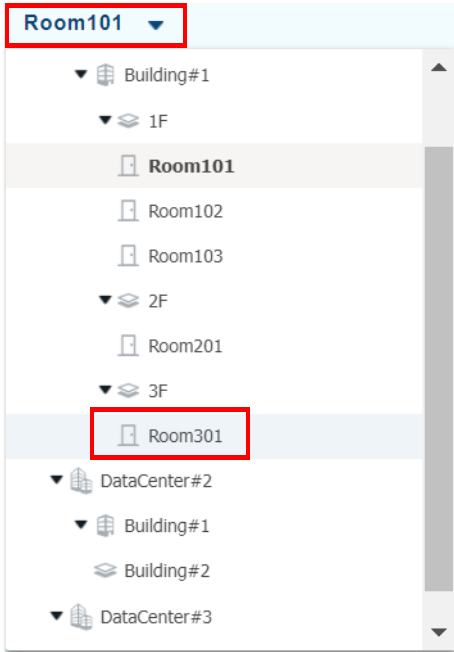 Room101
Building#1
1F
Room101
Room102
Room103
2F
Room201
3F
Room301
DataCenter#2
Building#1
Building#2
DataCenter#3